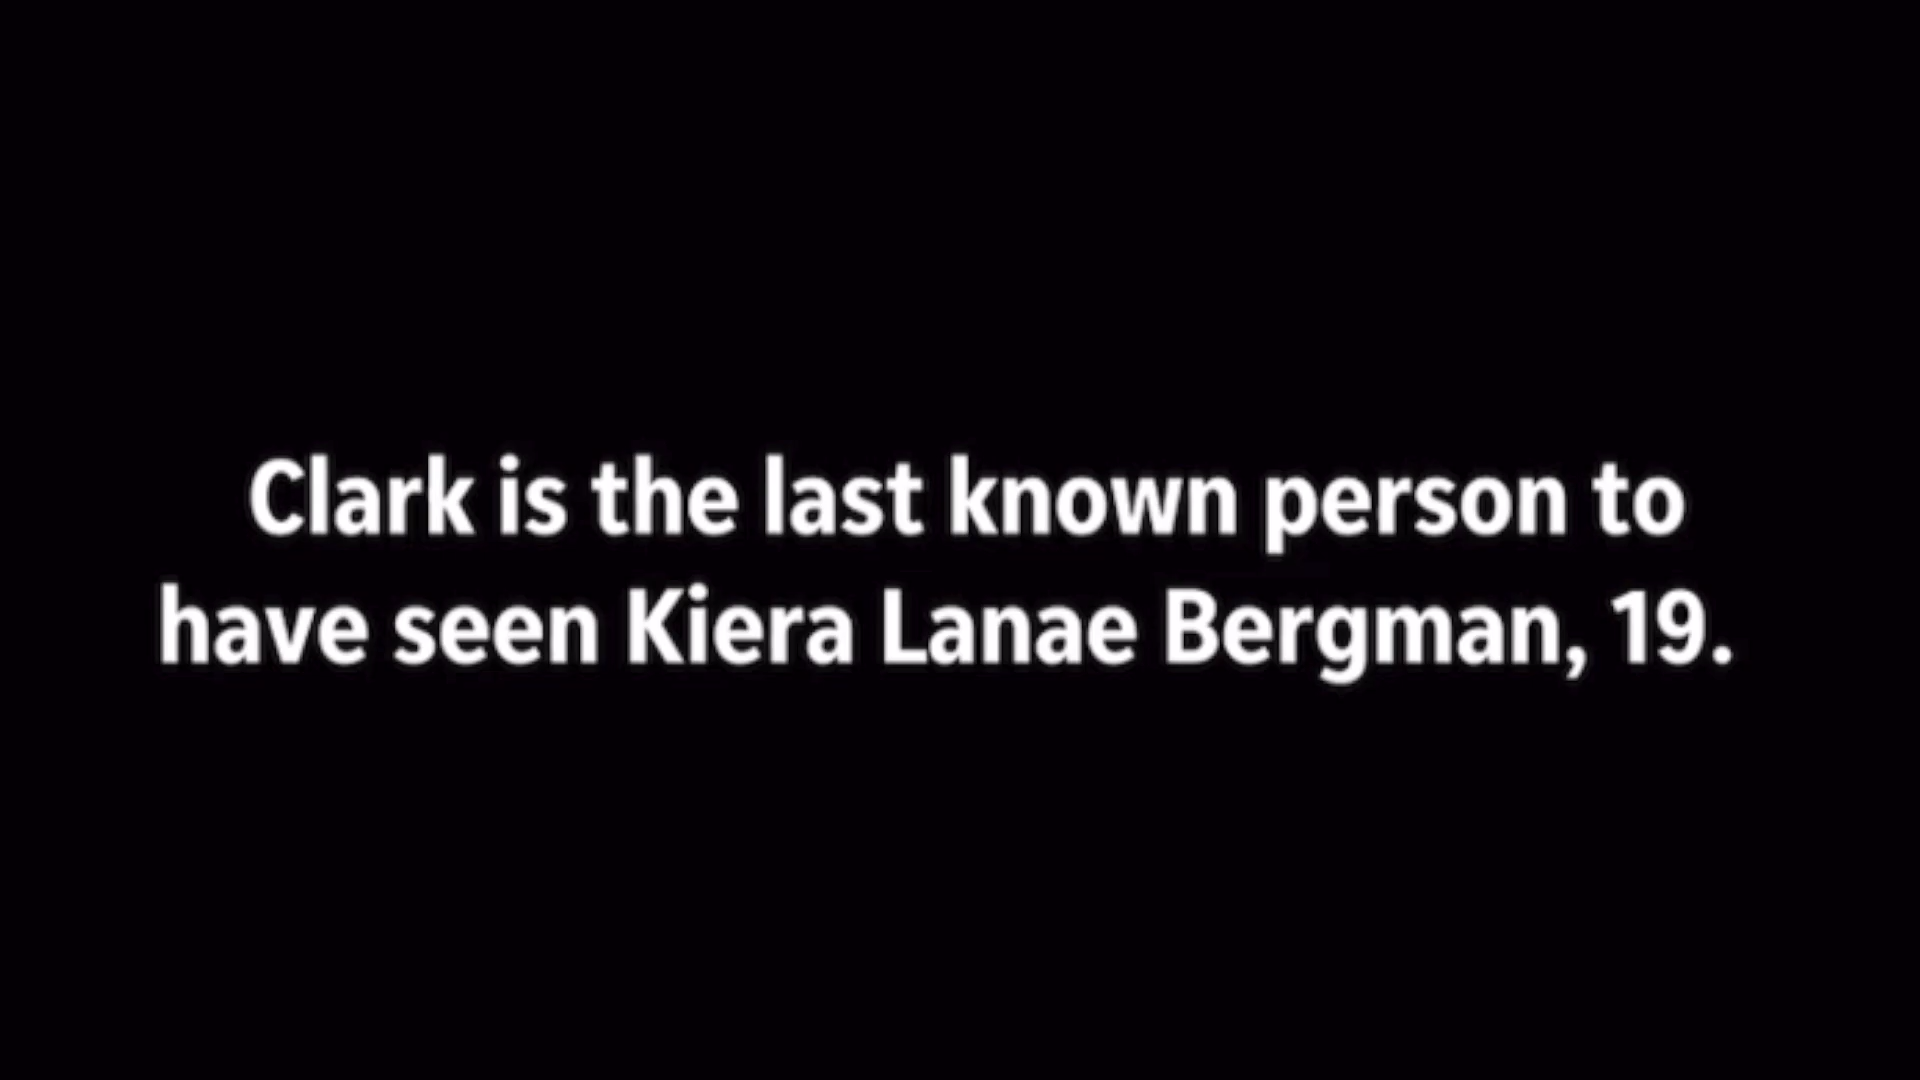 Clark is the last known person to
have seen Kiera Lanae Bergman, 19.